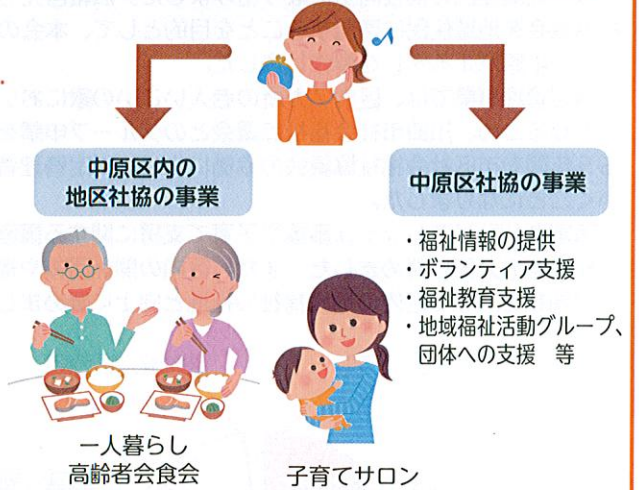 中原区内の
地区社協の事業
一人暮らし
高齢者会食会
子育てサロン
中原区社協の事業
・福祉情報の提供
・ボランティア支援
・福祉教育支援
・地域福祉活動グループ、
団体への支援　等